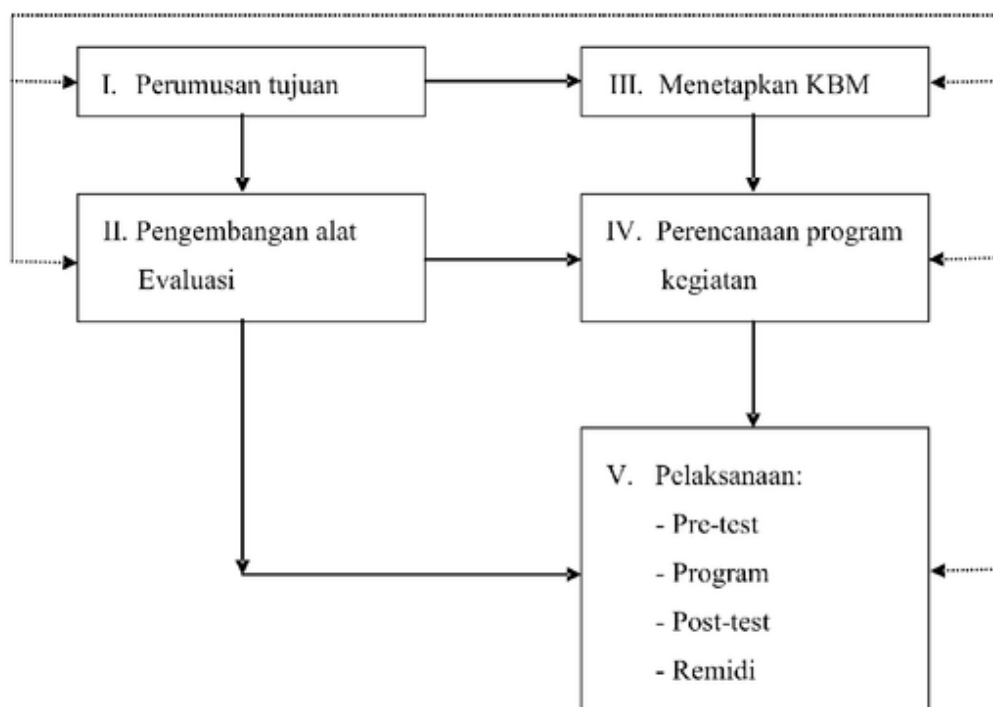 I. Perumusan tujuan
III. Menetapkan KBM
II. Pengembangan alat
Evaluasi
IV. Perencanaan program
kegiatan
V. Pelaksanaan:
- Pre-test
- Program
- Post-test
- Remidi